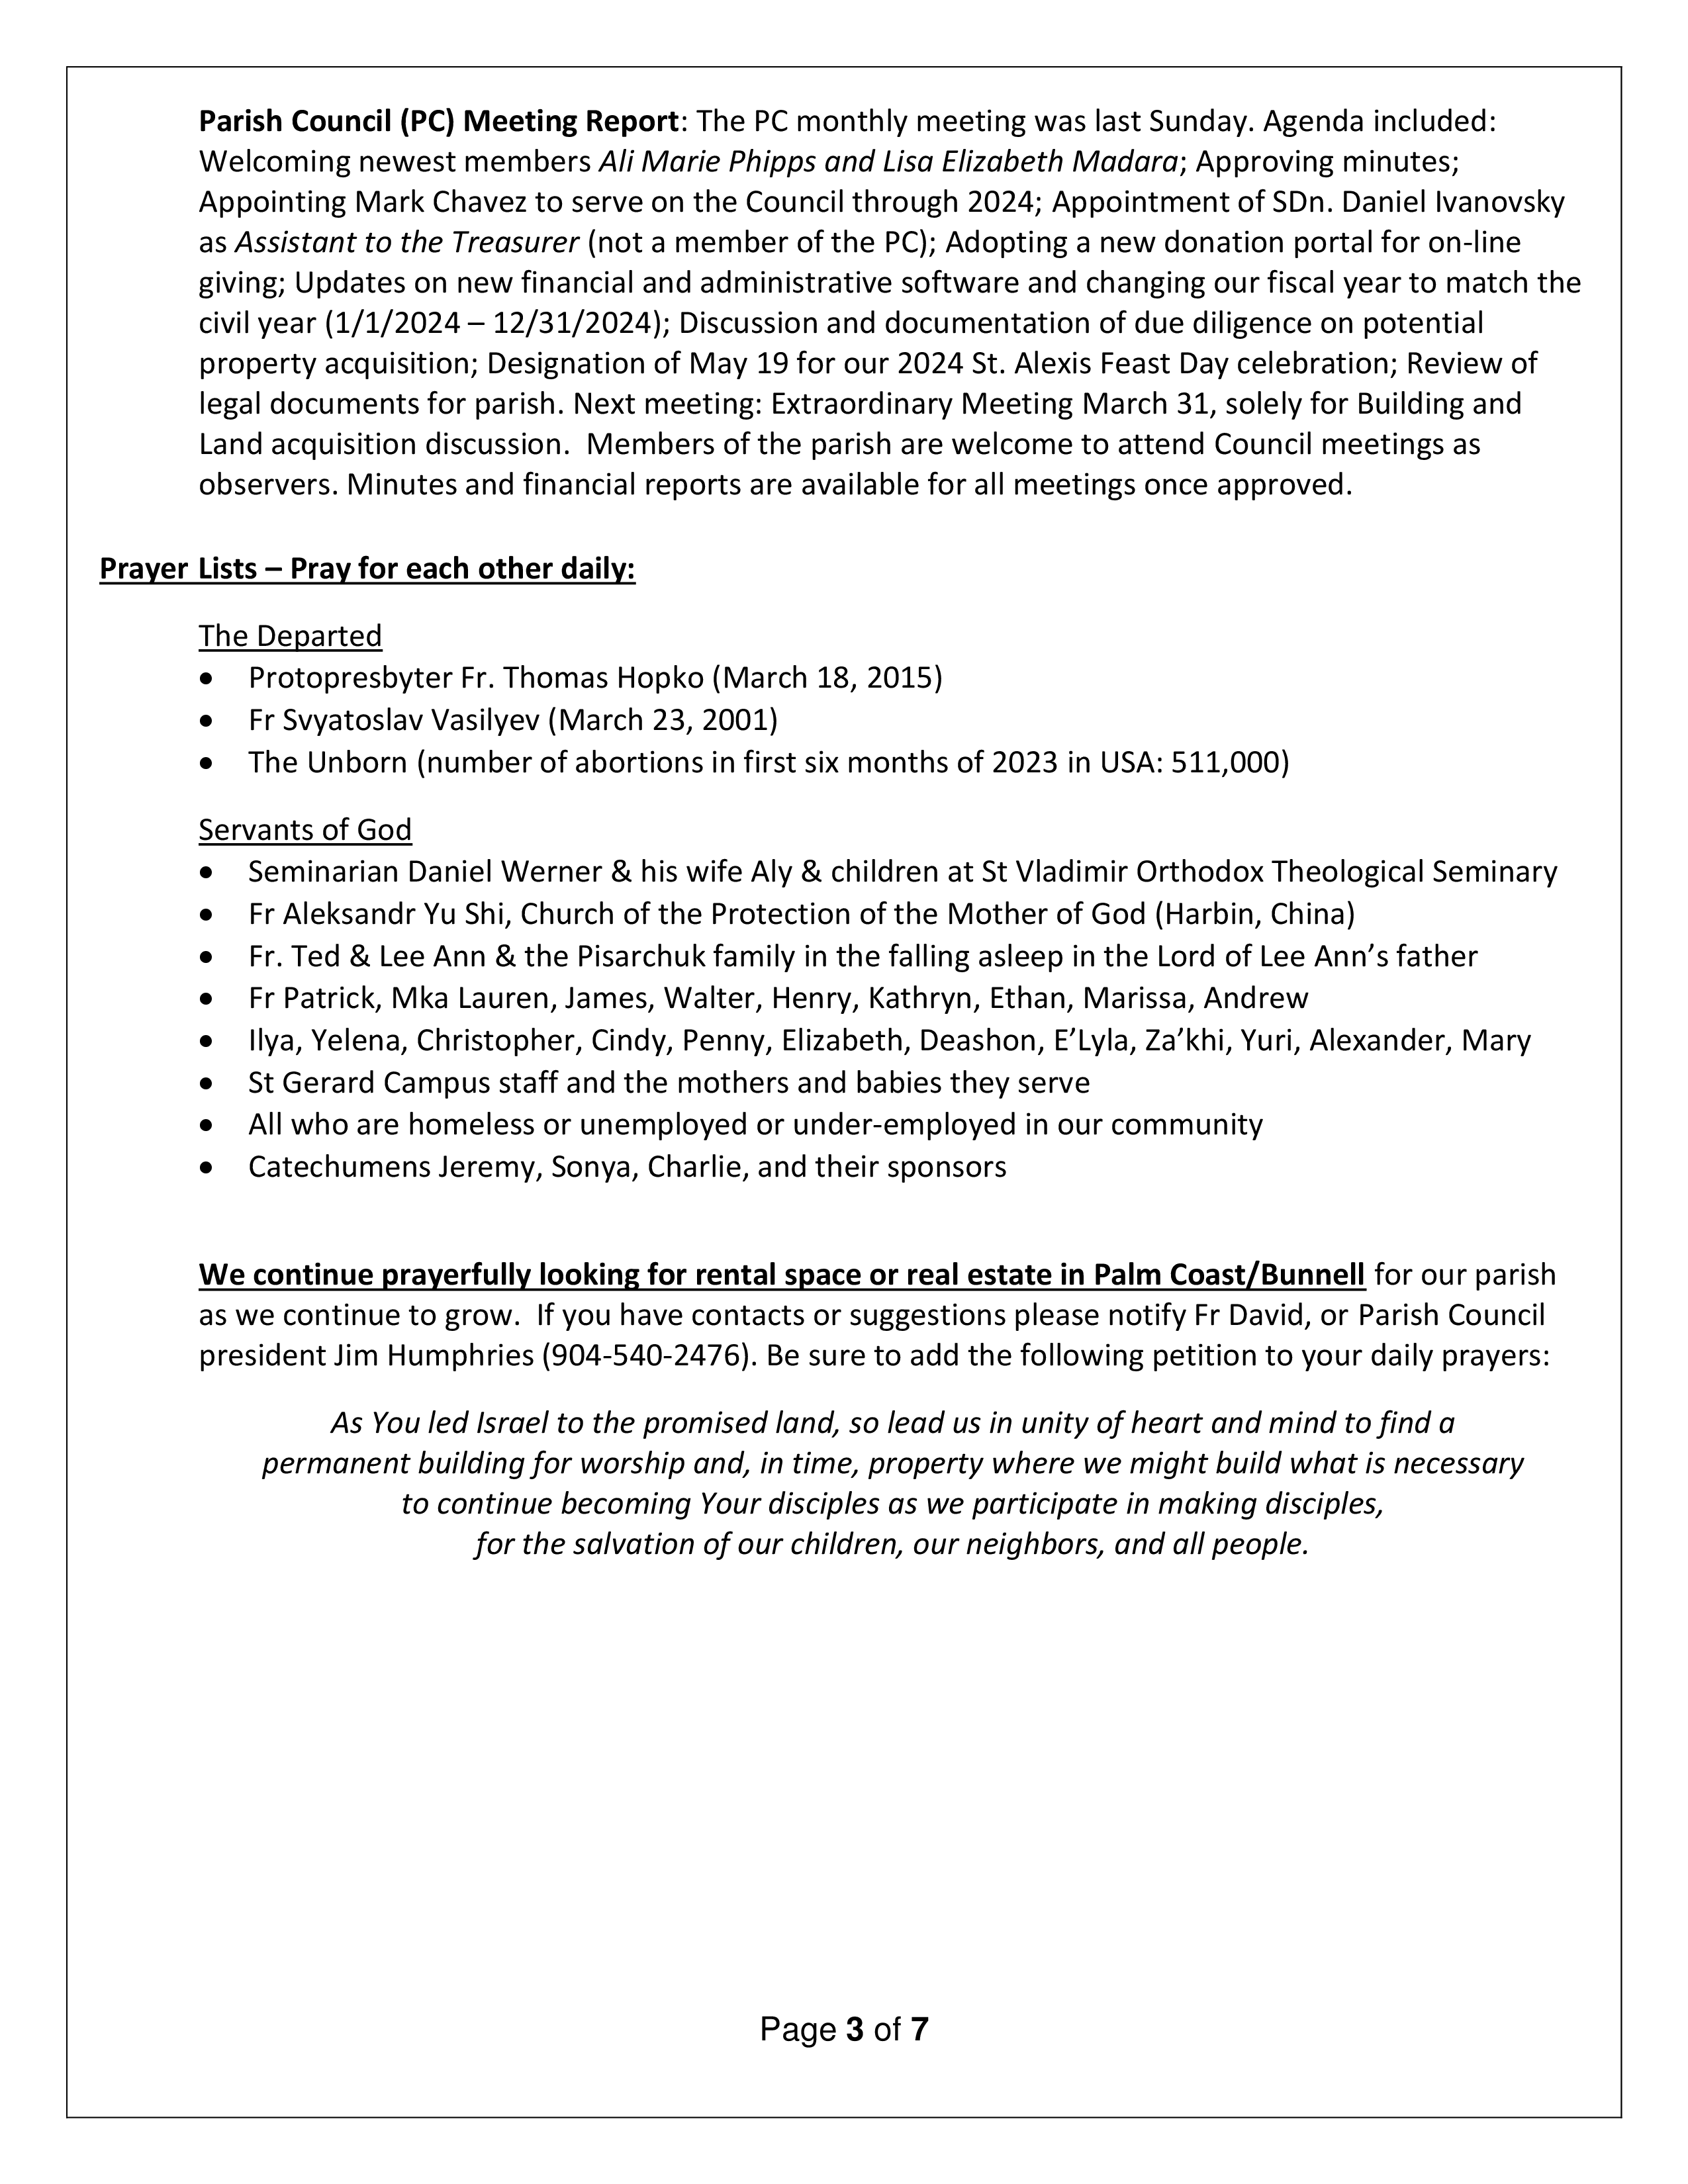 Parish Council (PC) Meeting Report: The PC monthly meeting was last Sunday. Agenda included:
Welcoming newest members Ali Marie Phipps and Lisa Elizabeth Madara; Approving minutes;
Appointing Mark Chavez to serve on the Council through 2024; Appointment of SDn. Daniel Ivanovsky
as Assistant to the Treasurer (not a member of the PC); Adopting a new donation portal for on-line
giving; Updates on new financial and administrative software and changing our fiscal year to match the
civil year (1/1/2024 – 12/31/2024); Discussion and documentation of due diligence on potential
property acquisition; Designation of May 19 for our 2024 St. Alexis Feast Day celebration; Review of
legal documents for parish. Next meeting: Extraordinary Meeting March 31, solely for Building and
Land acquisition discussion.  Members of the parish are welcome to attend Council meetings as
observers. Minutes and financial reports are available for all meetings once approved.
Prayer Lists – Pray for each other daily:
The Departed
• Protopresbyter Fr. Thomas Hopko (March 18, 2015)
• Fr Svyatoslav Vasilyev (March 23, 2001)
• The Unborn (number of abortions in first six months of 2023 in USA: 511,000)
Servants of God
• Seminarian Daniel Werner & his wife Aly & children at St Vladimir Orthodox Theological Seminary
• Fr Aleksandr Yu Shi, Church of the Protection of the Mother of God (Harbin, China)
• Fr. Ted & Lee Ann & the Pisarchuk family in the falling asleep in the Lord of Lee Ann’s father
• Fr Patrick, Mka Lauren, James, Walter, Henry, Kathryn, Ethan, Marissa, Andrew
• Ilya, Yelena, Christopher, Cindy, Penny, Elizabeth, Deashon, E’Lyla, Za’khi, Yuri, Alexander, Mary
• St Gerard Campus staff and the mothers and babies they serve
• All who are homeless or unemployed or under-employed in our community
• Catechumens Jeremy, Sonya, Charlie, and their sponsors
We continue prayerfully looking for rental space or real estate in Palm Coast/Bunnell for our parish
as we continue to grow.  If you have contacts or suggestions please notify Fr David, or Parish Council
president Jim Humphries (904-540-2476). Be sure to add the following petition to your daily prayers:
As You led Israel to the promised land, so lead us in unity of heart and mind to find a
permanent building for worship and, in time, property where we might build what is necessary
to continue becoming Your disciples as we participate in making disciples,
for the salvation of our children, our neighbors, and all people.
Page 3 of 7